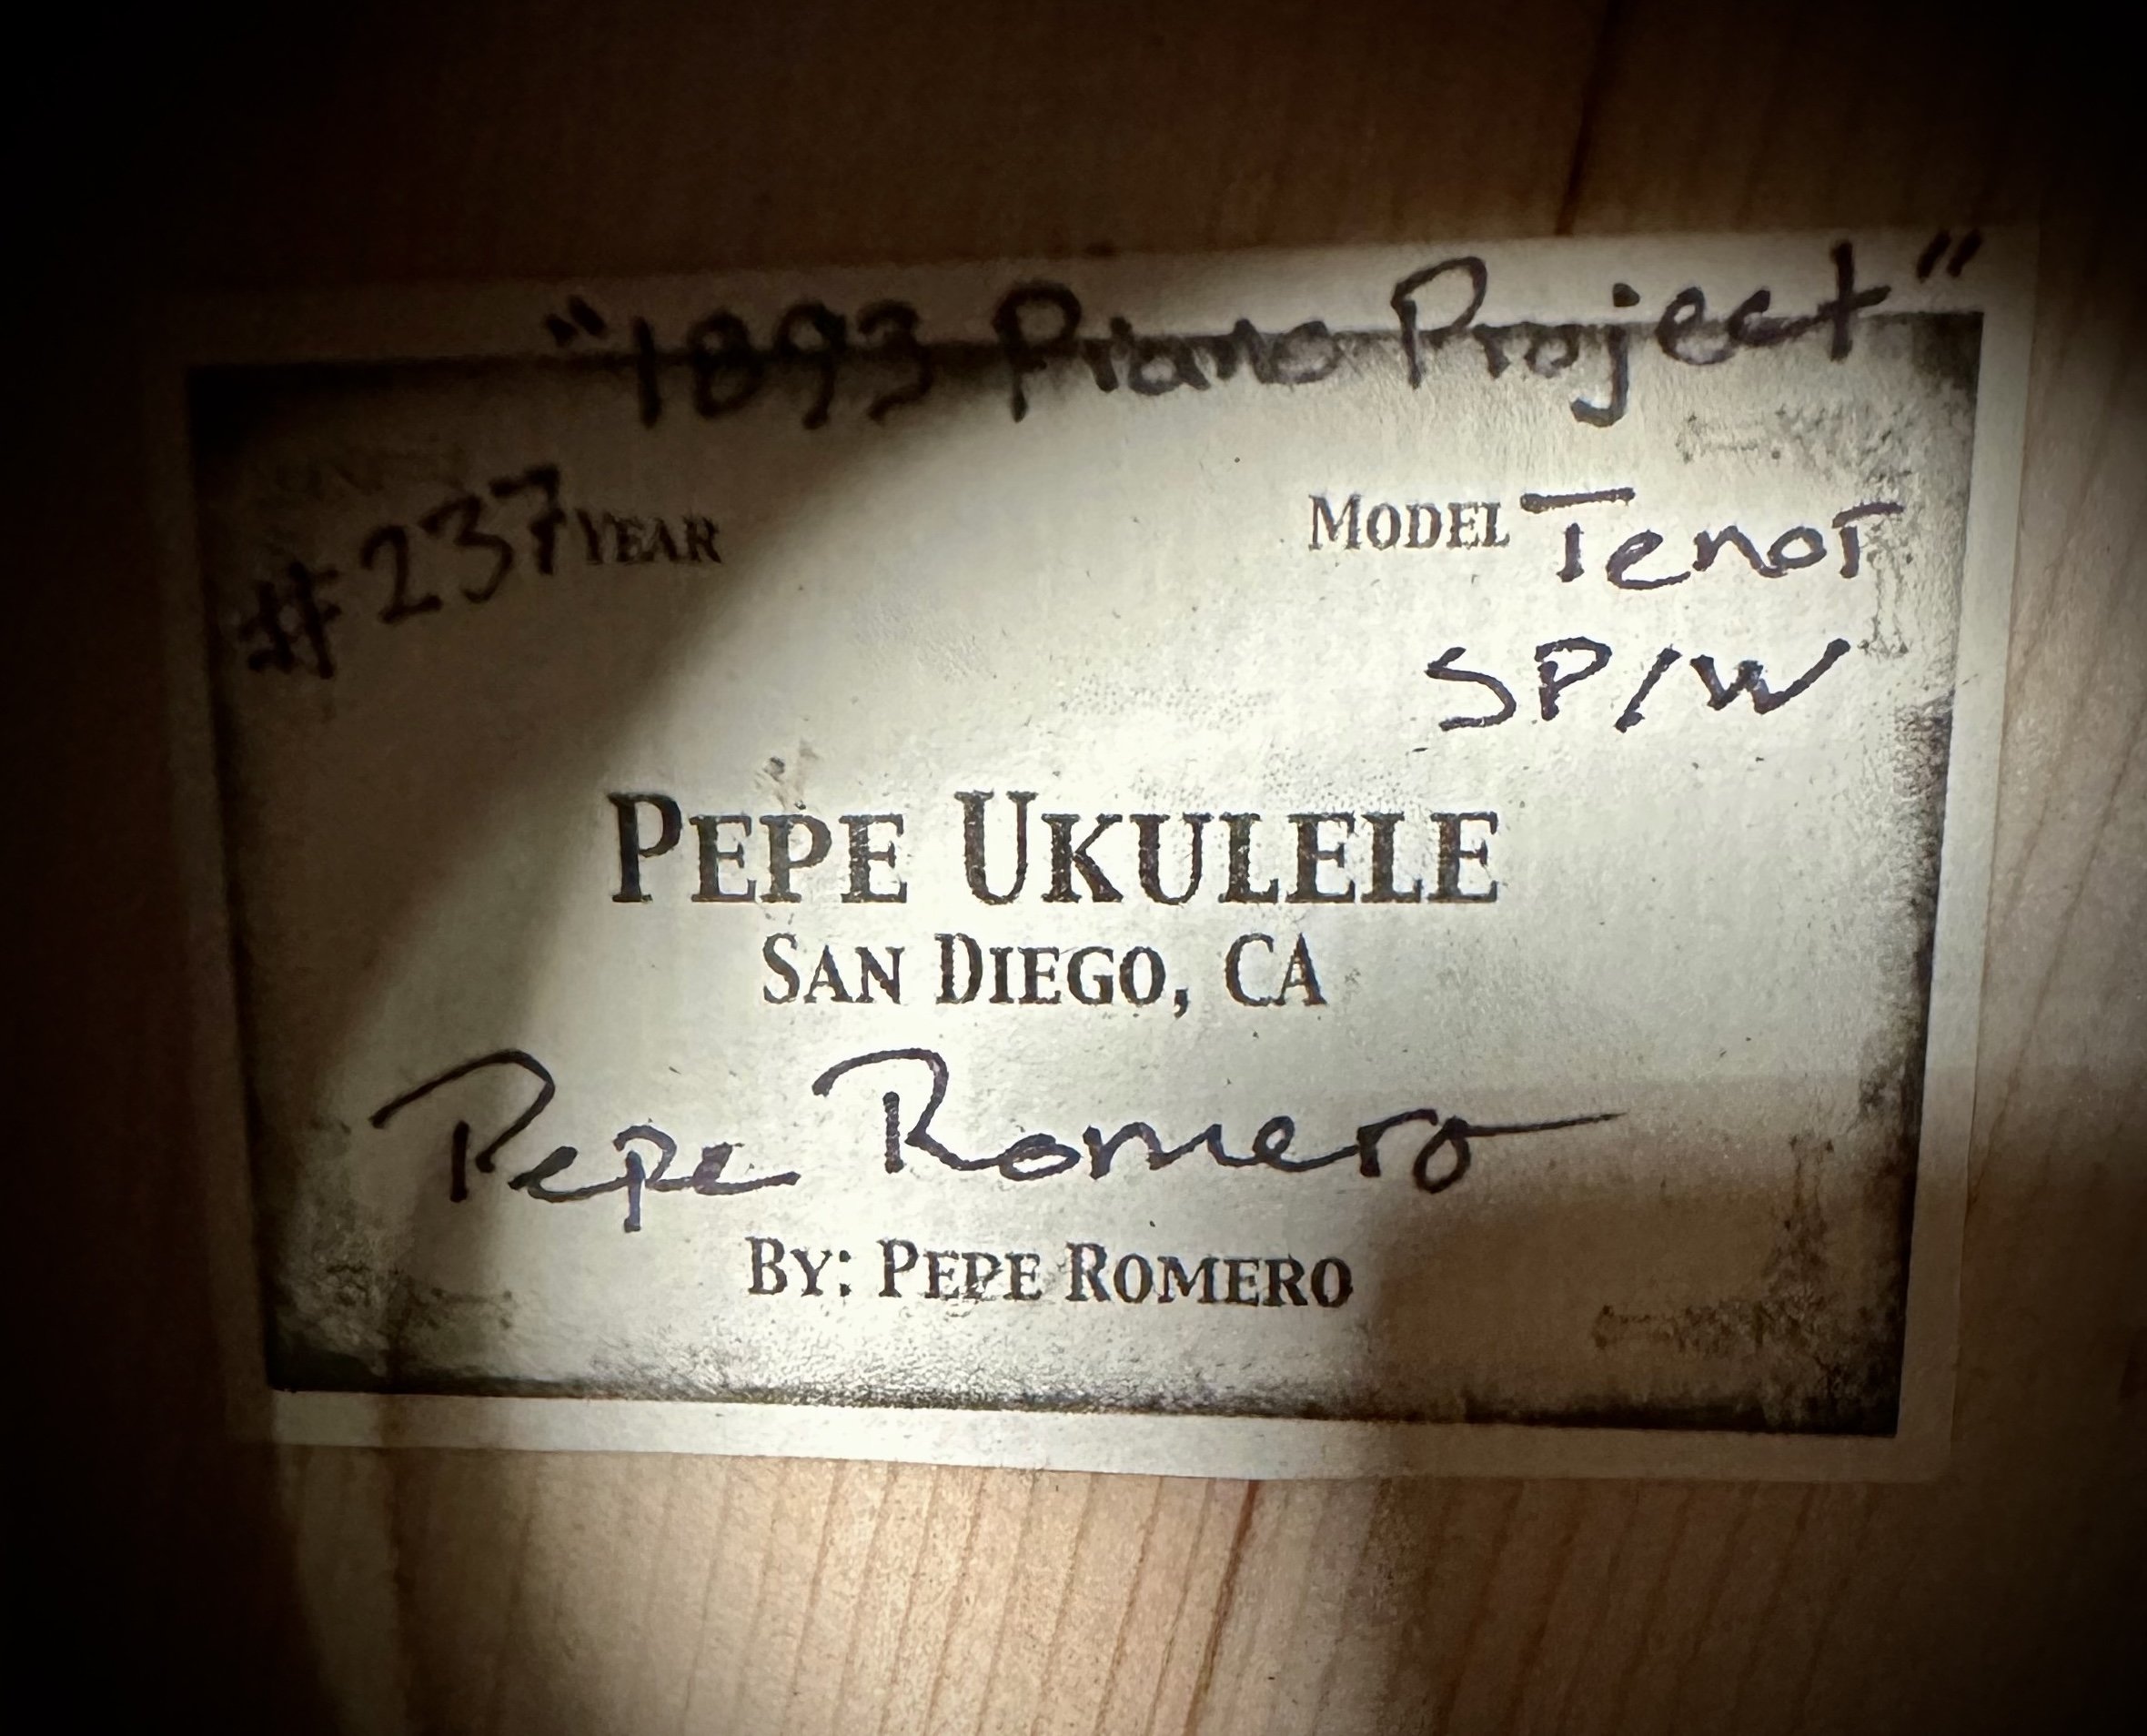 "1893 Piano Project"
#237 YEAR MODEL Tenor
SP/W
PEPE UKULELE
SAN DIEGO, CA
Pepe Romero
BY: PEPE ROMERO